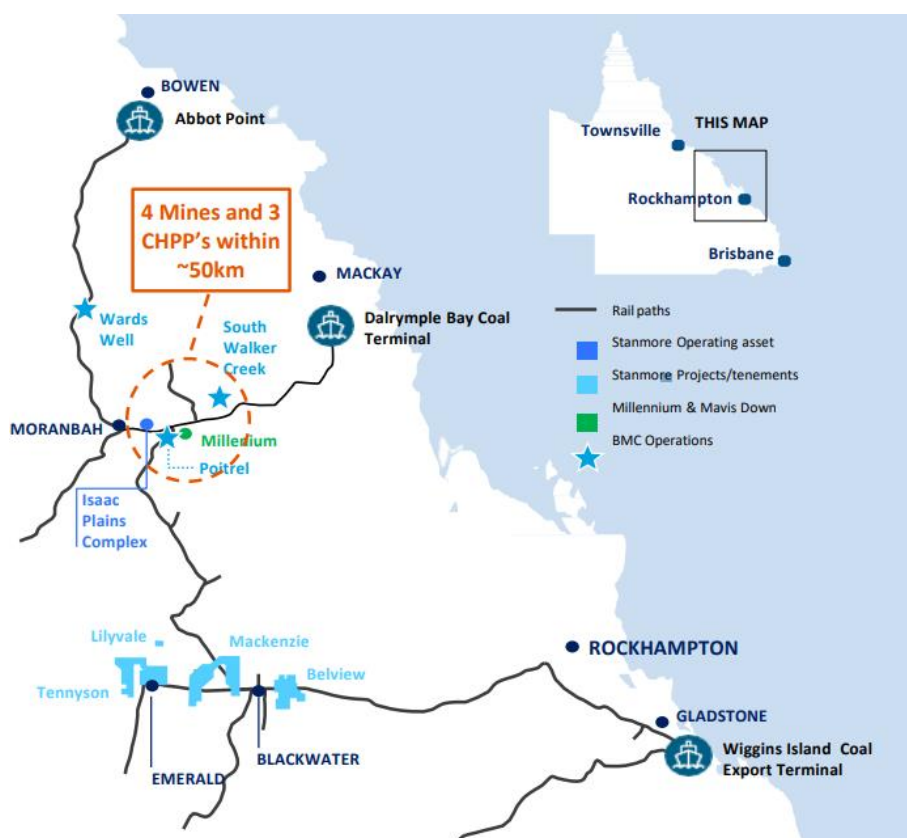 BOWEN
Abbot Point
THIS MAP
Townsville
Rockhampton
Brisbane
4 Mines and 3
CHPP's within
~50km
MACKAY
Dalrymple Bay Coal
Terminal
Wards
Well
South
Walker
Creek
Rail paths
Stanmore Operating asset
Stanmore Projects/tenements
Millennium & Mavis Down
BMC Operations
MORANBAH
Millenium
Poitrel
Isaac
Plains
Complex
Lilyvale
Mackenzie
Tennyson
Belview
ROCKHAMPTON
GLADSTONE
Wiggins Island Coal
Export Terminal
BLACKWATER
EMERALD